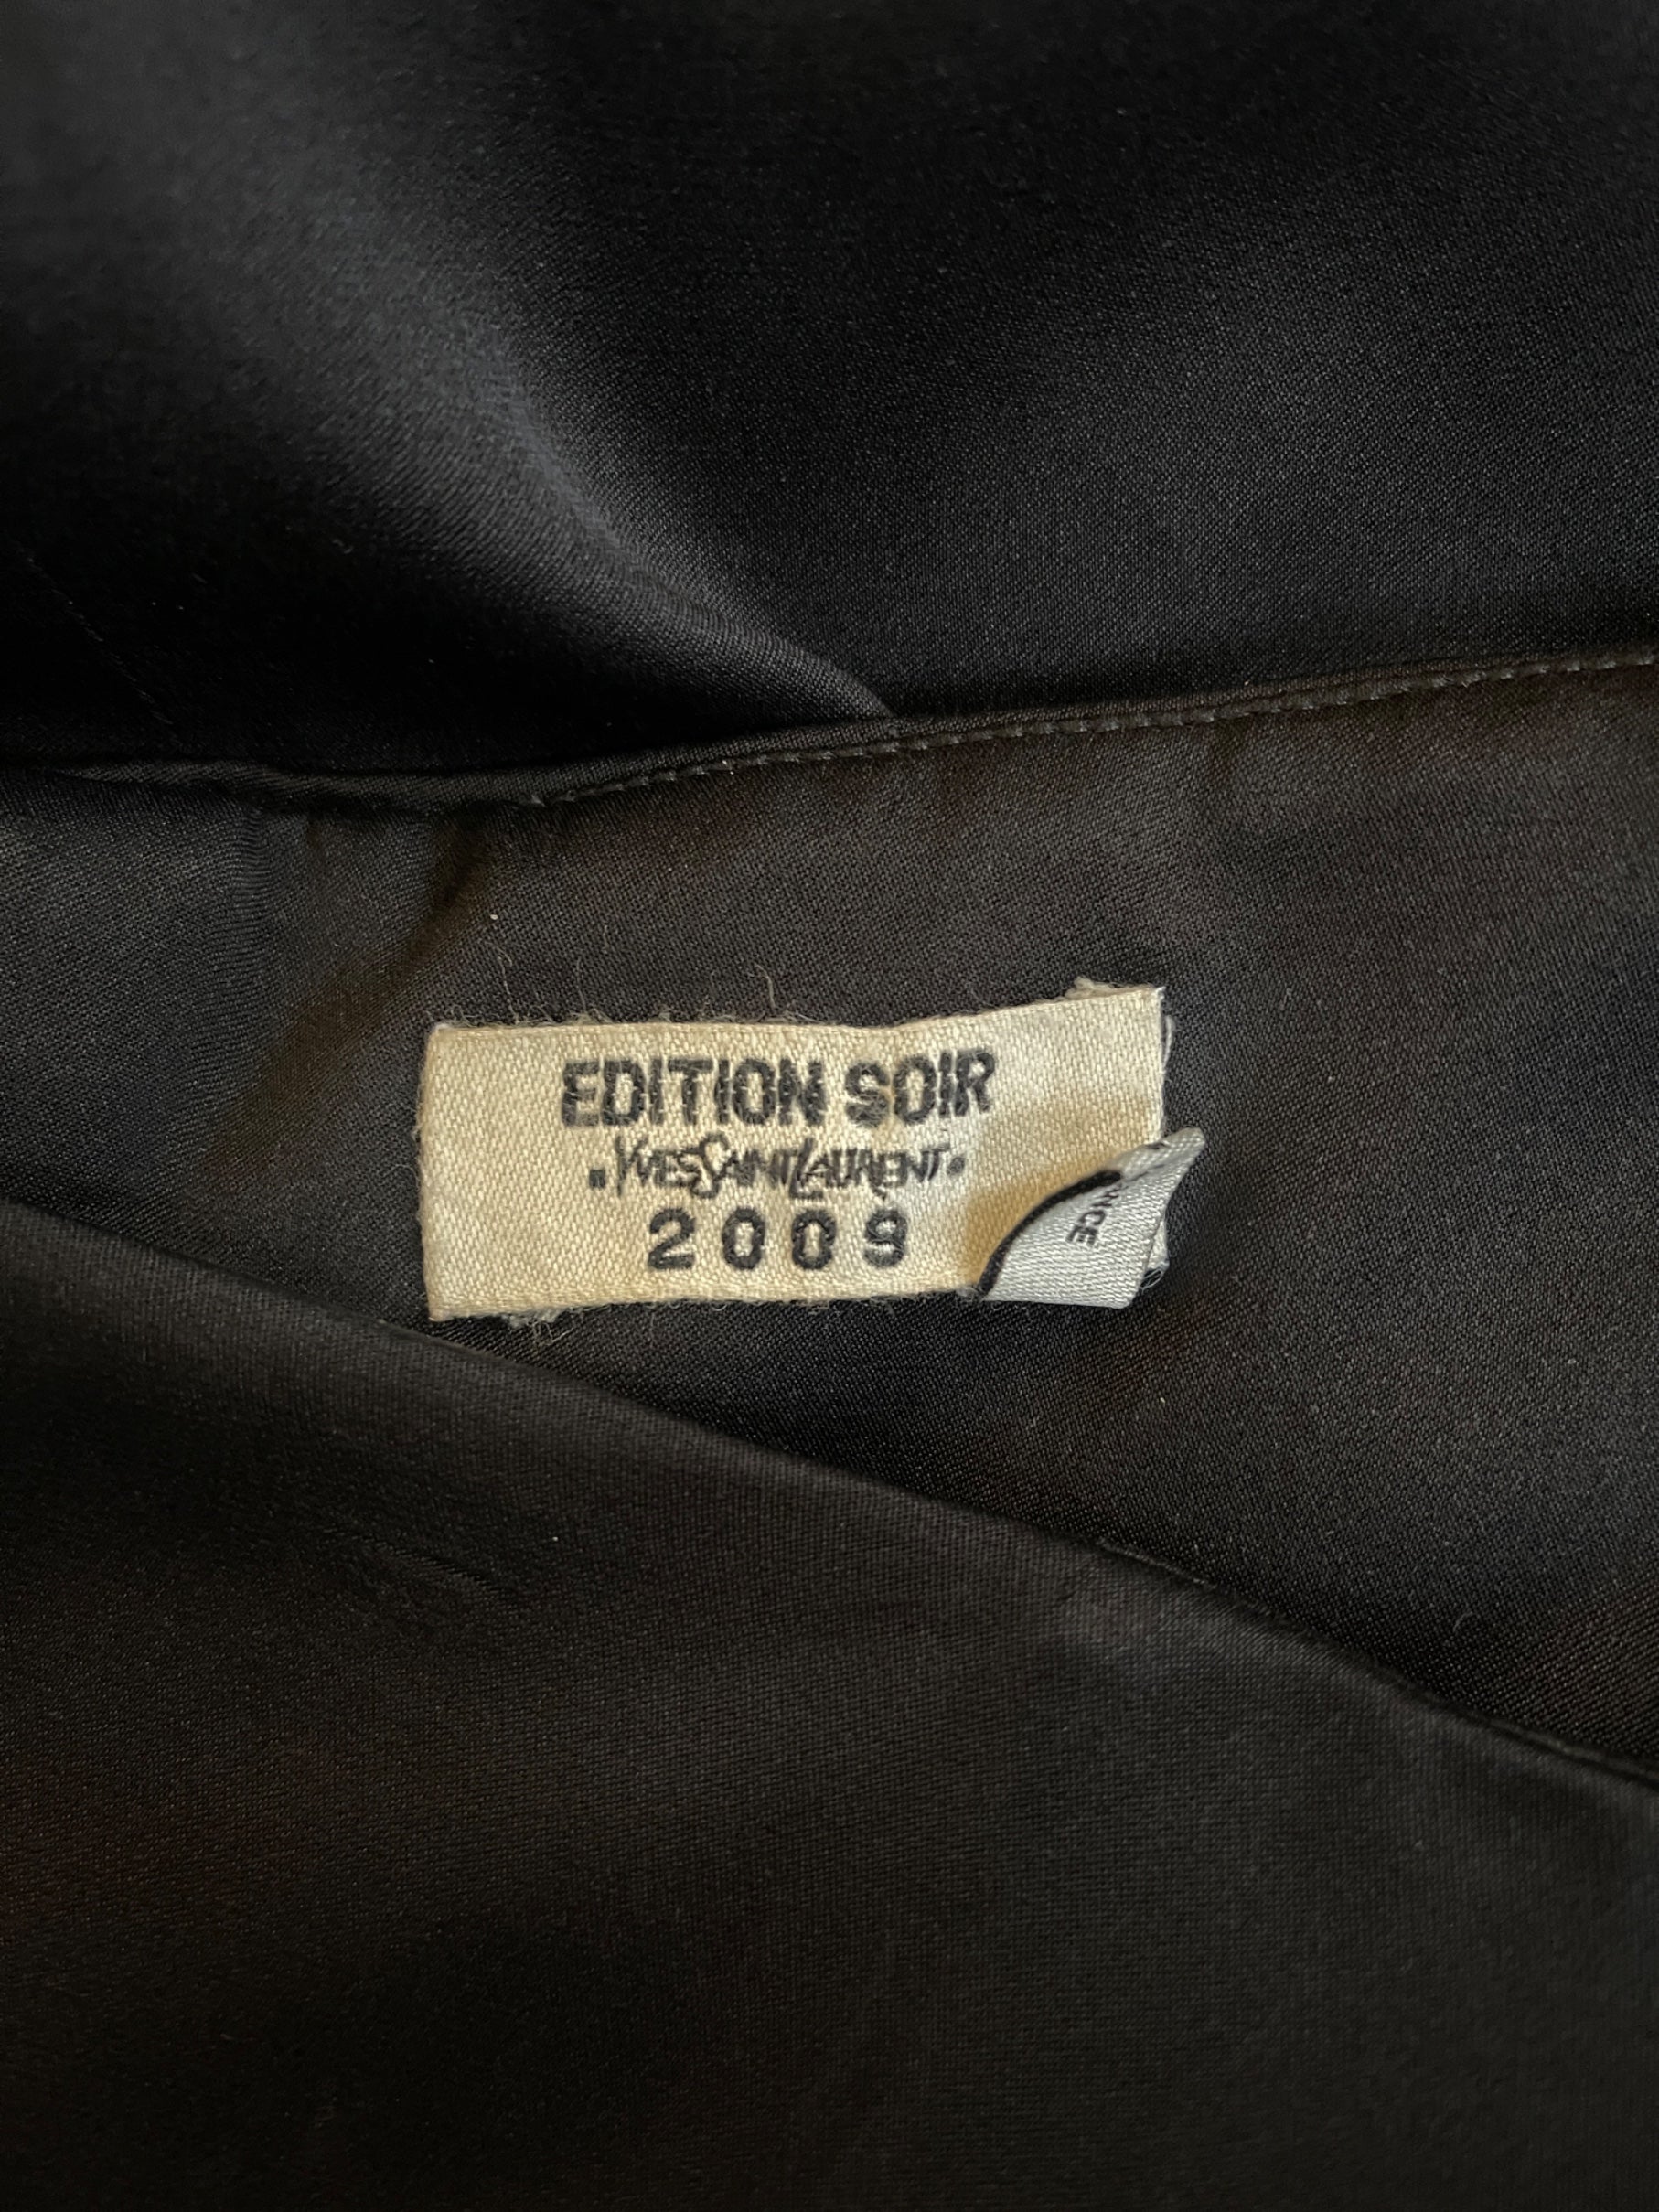 EDITION SOIR
.YVESSAINTLAURENT.
2009